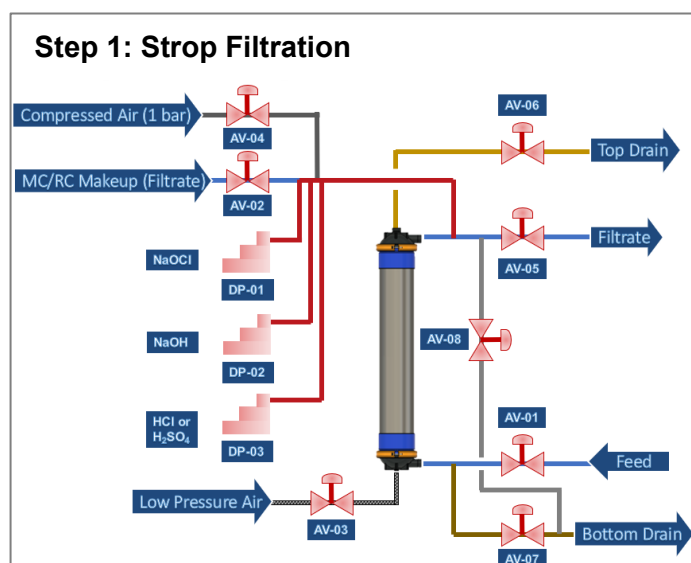 Step 1: Strop Filtration
AV-06
Compressed Air (1 bar)
AV-04
Top Drain
MC/RC Makeup (Filtrate)
AV-02
Filtrate
AV-05
NaOCl
DP-01
NaOH
DP-02
AV-08
HCl or
H₂SO₄
DP-03
AV-01
Feed
Low Pressure Air
AV-03
Bottom Drain
AV-07